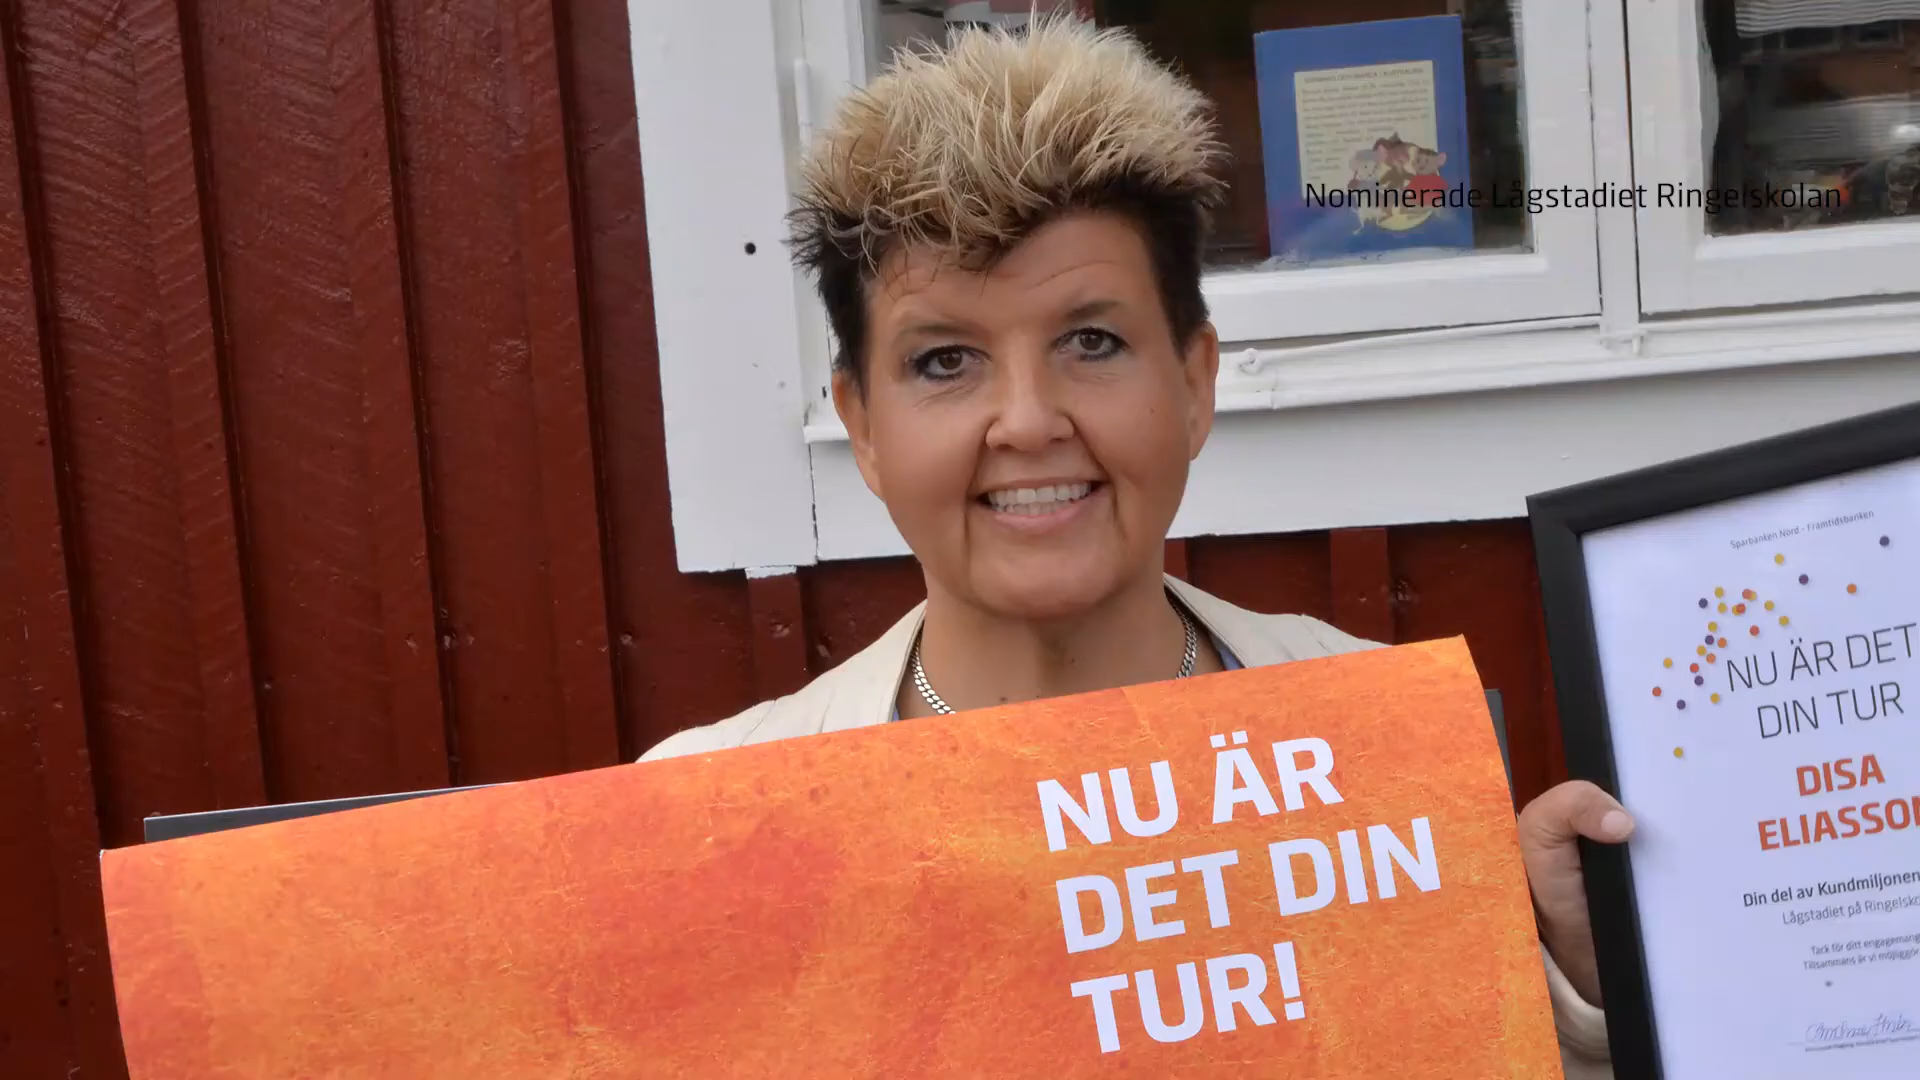 Nominerade Lågstadiet Ringelskolan
Sparbanken Nord - Framtidsbanken
NU ÄR DET
DIN TUR
DISA
ELIASSON
Din del av Kundmiljonen
Lågstadiet på Ringelsko
Tack för ditt engagemang
Tillsammans är vi möjliggör
NU ÄR
DET DIN
TUR!